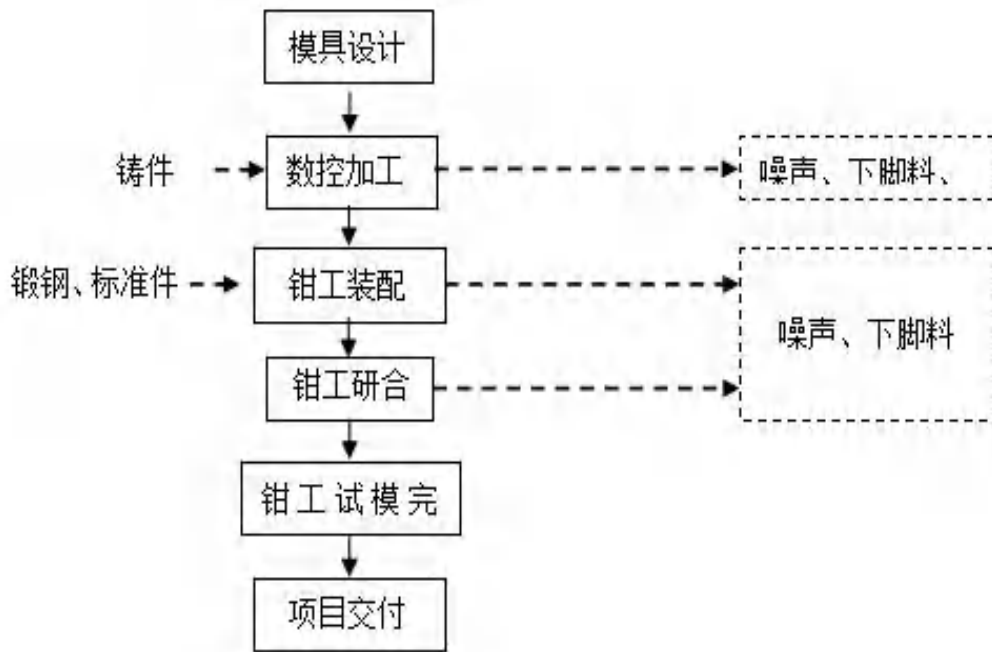 模具设计
铸件
数控加工
噪声、下脚料、
锻钢、标准件
钳工装配
噪声、下脚料
钳工研合
钳工试模完
项目交付